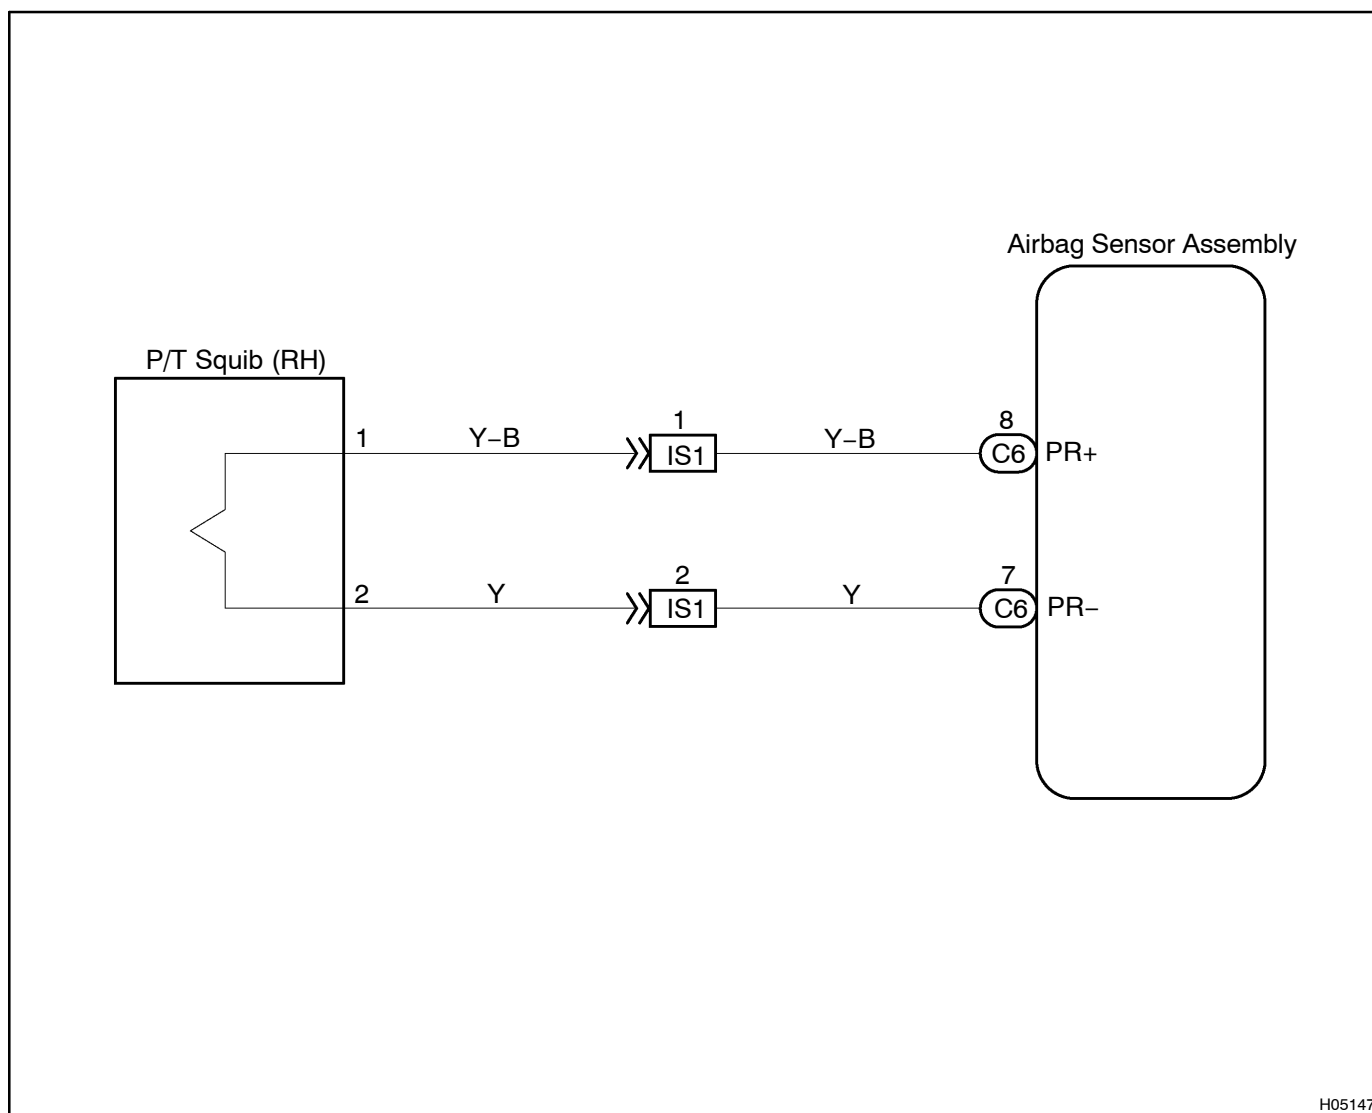 Airbag Sensor Assembly
P/T Squib (RH)
1 Y–B 1 IS1 Y–B 8 C6 PR+
2 Y 2 IS1 Y 7 C6 PR–
H05147